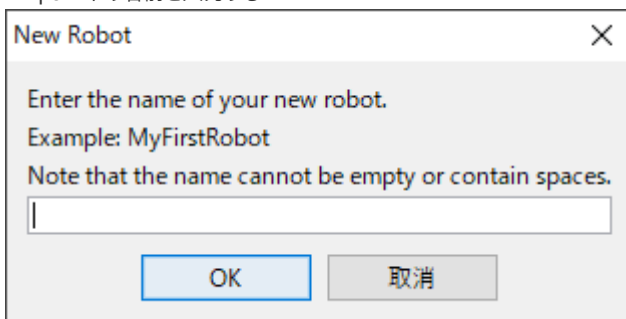 New Robot
Enter the name of your new robot.
Example: MyFirstRobot
Note that the name cannot be empty or contain spaces.
OK 取消